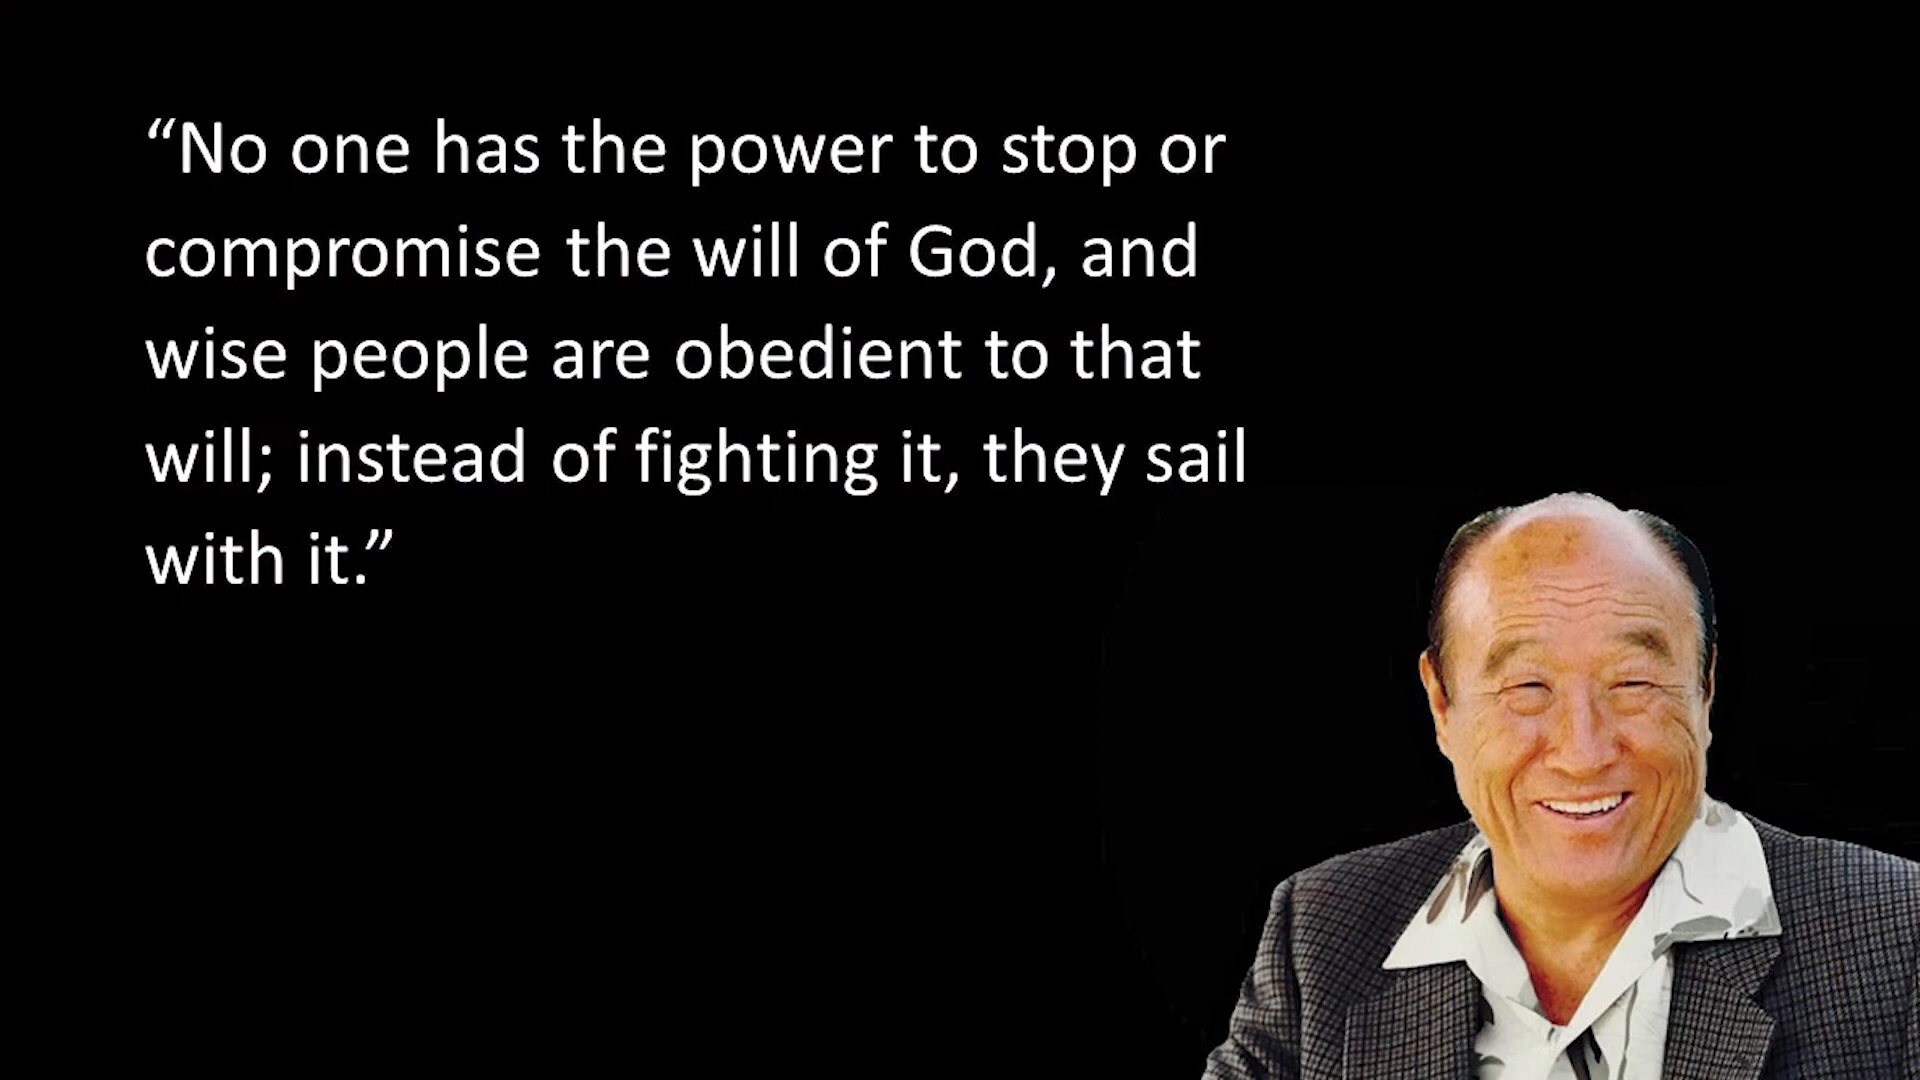 “No one has the power to stop or
compromise the will of God, and
wise people are obedient to that
will; instead of fighting it, they sail
with it.”